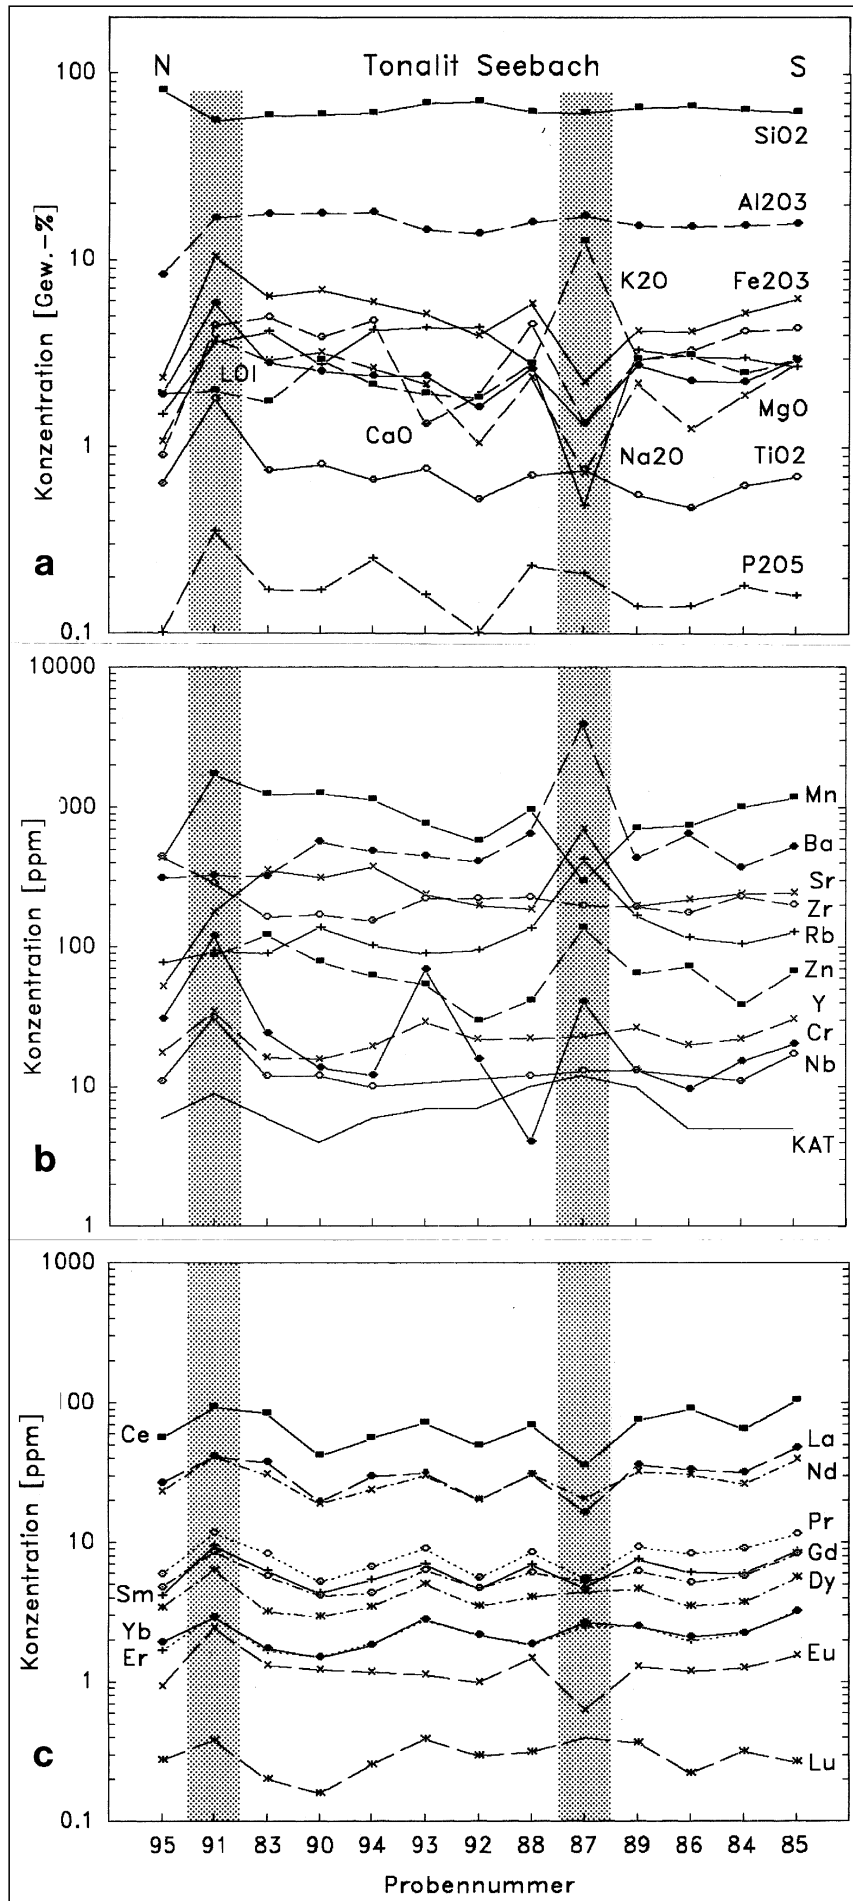 N Tonalit Seebach S
100
SiO2
Al2O3
10
K2O Fe2O3
LOI
CaO
MgO
1
Na2O TiO2
P2O5
0.1
Konzentration [Gew.-%]
a
10000
Mn
000
Ba
Sr
Zr
Rb
100
Zn
Y
Cr
Nb
10
KAT
1
Konzentration [ppm]
b
1000
100
Ce
La
Nd
Pr
10
Gd
Sm
Dy
Yb
Er
Eu
1
Lu
0.1
Konzentration [ppm]
c
95 91 83 90 94 93 92 88 87 89 86 84 85
Probennummer